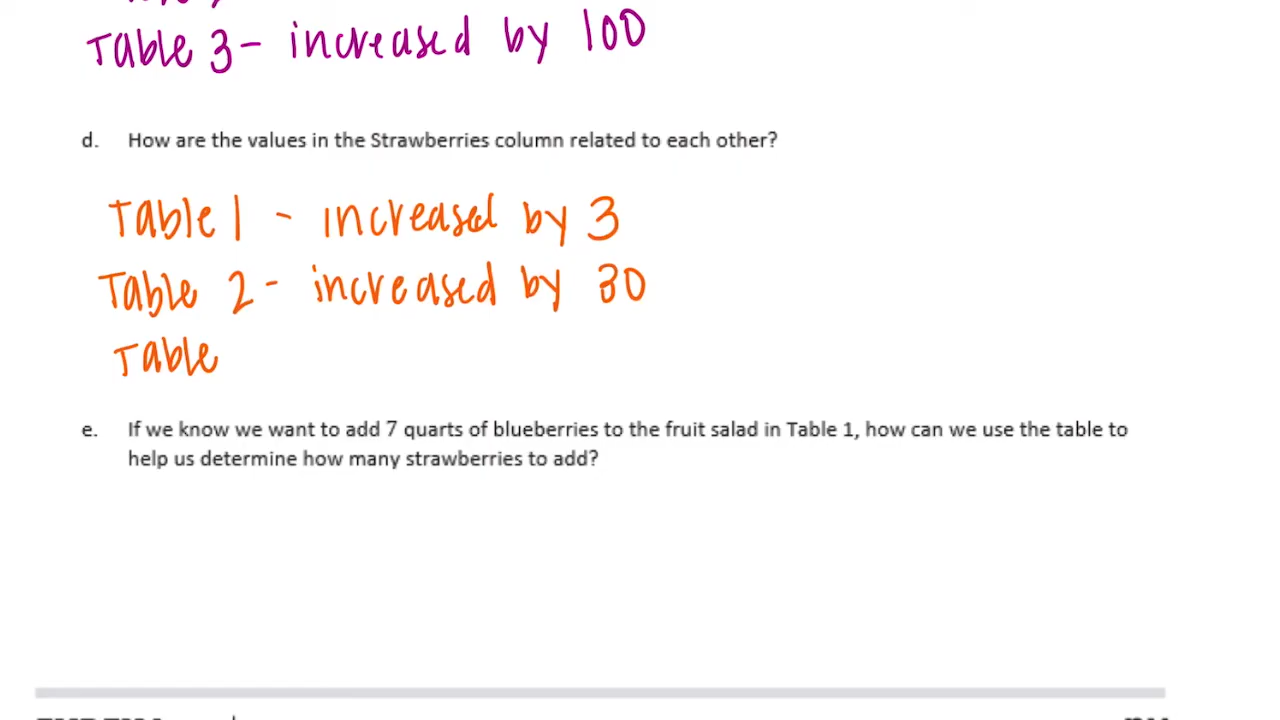 Table 3- increased by 100
d. How are the values in the Strawberries column related to each other?
Table 1 - increased by 3
Table 2- increased by 30
Table
e. If we know we want to add 7 quarts of blueberries to the fruit salad in Table 1, how can we use the table to
help us determine how many strawberries to add?